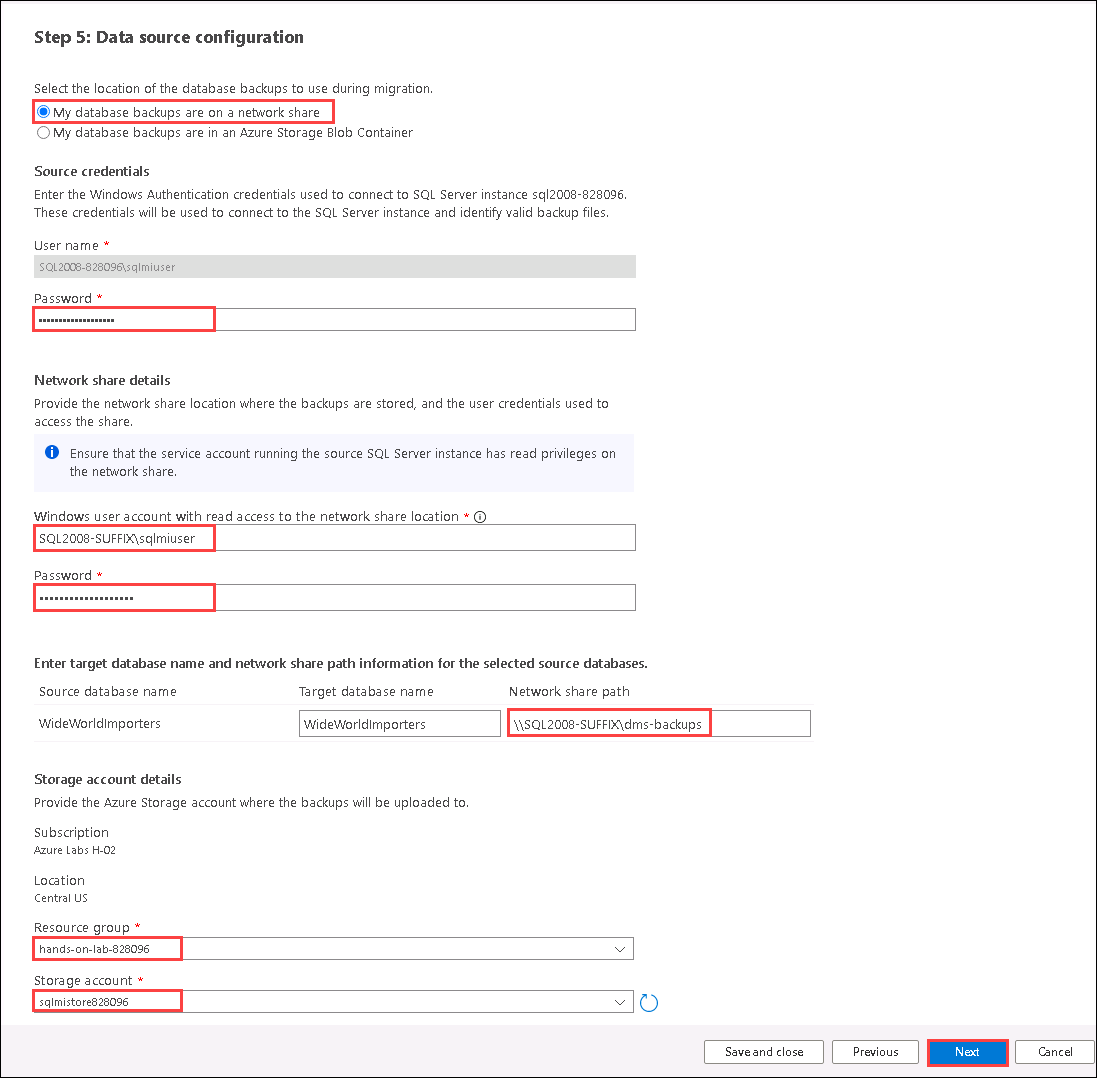 Step 5: Data source configuration
Select the location of the database backups to use during migration.
My database backups are on a network share
My database backups are in an Azure Storage Blob Container
Source credentials
Enter the Windows Authentication credentials used to connect to SQL Server instance sql2008-828096.
These credentials will be used to connect to the SQL Server instance and identify valid backup files.
User name *
SQL2008-828096\sqlmiuser
Password *
•••••••••••••••••••
Network share details
Provide the network share location where the backups are stored, and the user credentials used to
access the share.
Ensure that the service account running the source SQL Server instance has read privileges on
the network share.
Windows user account with read access to the network share location *
SQL2008-SUFFIX\sqlmiuser
Password *
•••••••••••••••••••
Enter target database name and network share path information for the selected source databases.
Source database name Target database name Network share path
WideWorldImporters WideWorldImporters \\SQL2008-SUFFIX\dms-backups
Storage account details
Provide the Azure Storage account where the backups will be uploaded to.
Subscription
Azure Labs H-02
Location
Central US
Resource group *
hands-on-lab-828096
Storage account *
sqlmistore828096
Save and close Previous Next Cancel